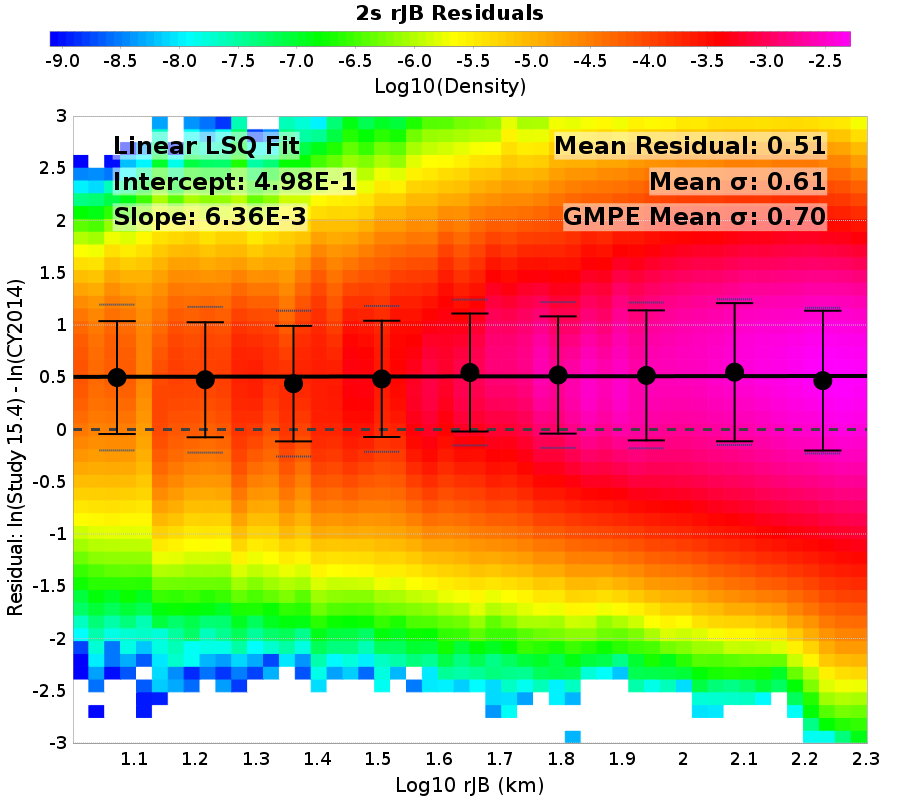 2s rJB Residuals
-9.0 -8.5 -8.0 -7.5 -7.0 -6.5 -6.0 -5.5 -5.0 -4.5 -4.0 -3.5 -3.0 -2.5
Log10(Density)
Linear LSQ Fit
Intercept: 4.98E-1
Slope: 6.36E-3
Mean Residual: 0.51
Mean σ: 0.61
GMPE Mean σ: 0.70
Residual: ln(Study 15.4) - ln(CY2014)
3
2.5
2
1.5
1
0.5
0
-0.5
-1
-1.5
-2
-2.5
-3
1.1 1.2 1.3 1.4 1.5 1.6 1.7 1.8 1.9 2 2.1 2.2 2.3
Log10 rJB (km)